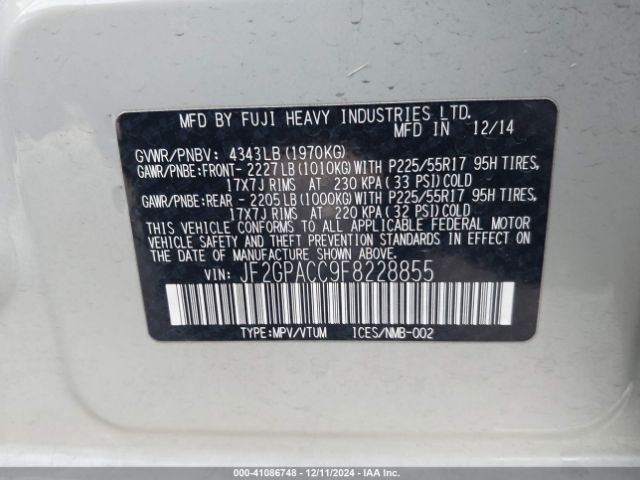 MFD BY FUJI HEAVY INDUSTRIES LTD.
MFD IN 12/14
GVWR/PNBV: 4343LB(1970KG)
GAWR/PNBE:FRONT- 2227LB(1010KG)WITH P225/55R17 95H TIRES,
17X7J RIMS AT 230 KPA(33 PSI)COLD
GAWR/PNBE:REAR - 2205LB(1000KG)WITH P225/55R17 95H TIRES,
17X7J RIMS AT 220 KPA(32 PSI)COLD
THIS VEHICLE CONFORMS TO ALL APPLICABLE FEDERAL MOTOR
VEHICLE SAFETY AND THEFT PREVENTION STANDARDS IN EFFECT ON
THE DATE OF MANUFACTURE SHOWN ABOVE.
VIN: JF2GPACC9F8228855
TYPE:MPV/VTUM ICES/NMB-002
000-41086748 - 12/11/2024 - IAA Inc.